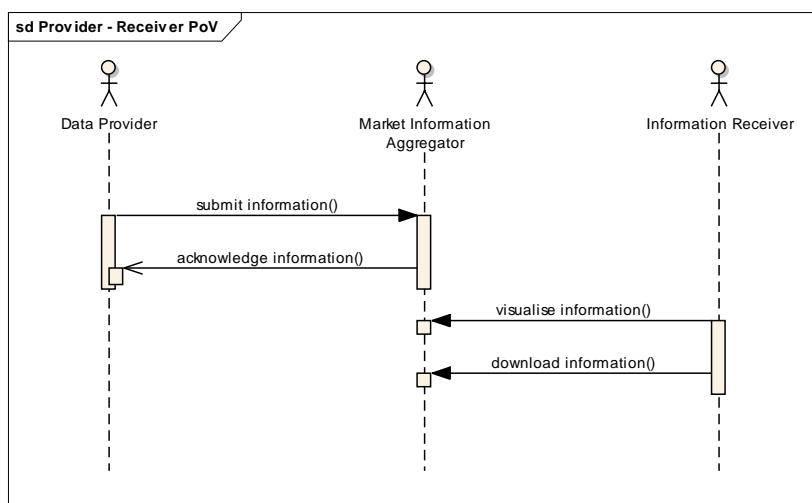 sd Provider - Receiver PoV
Data Provider
Market Information
Aggregator
Information Receiver
submit information()
acknowledge information()
visualise information()
download information()